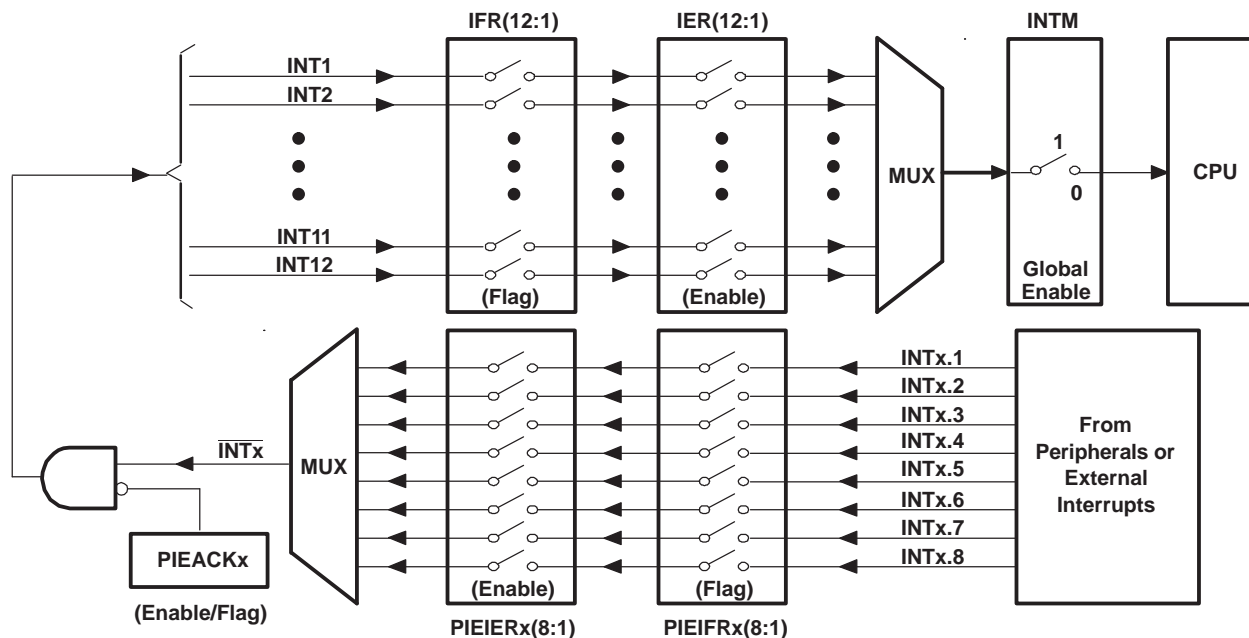 IFR(12:1)
IER(12:1)
INTM
INT1
INT2
1
MUX
CPU
0
INT11
INT12
Global
Enable
(Flag)
(Enable)
INTx.1
INTx.2
INTx.3
INTx.4
INTx.5
INTx.6
INTx.7
INTx.8
From
Peripherals or
External
Interrupts
INTx
MUX
PIEACKx
(Enable/Flag)
(Enable)
(Flag)
PIEIERx(8:1)
PIEIFRx(8:1)